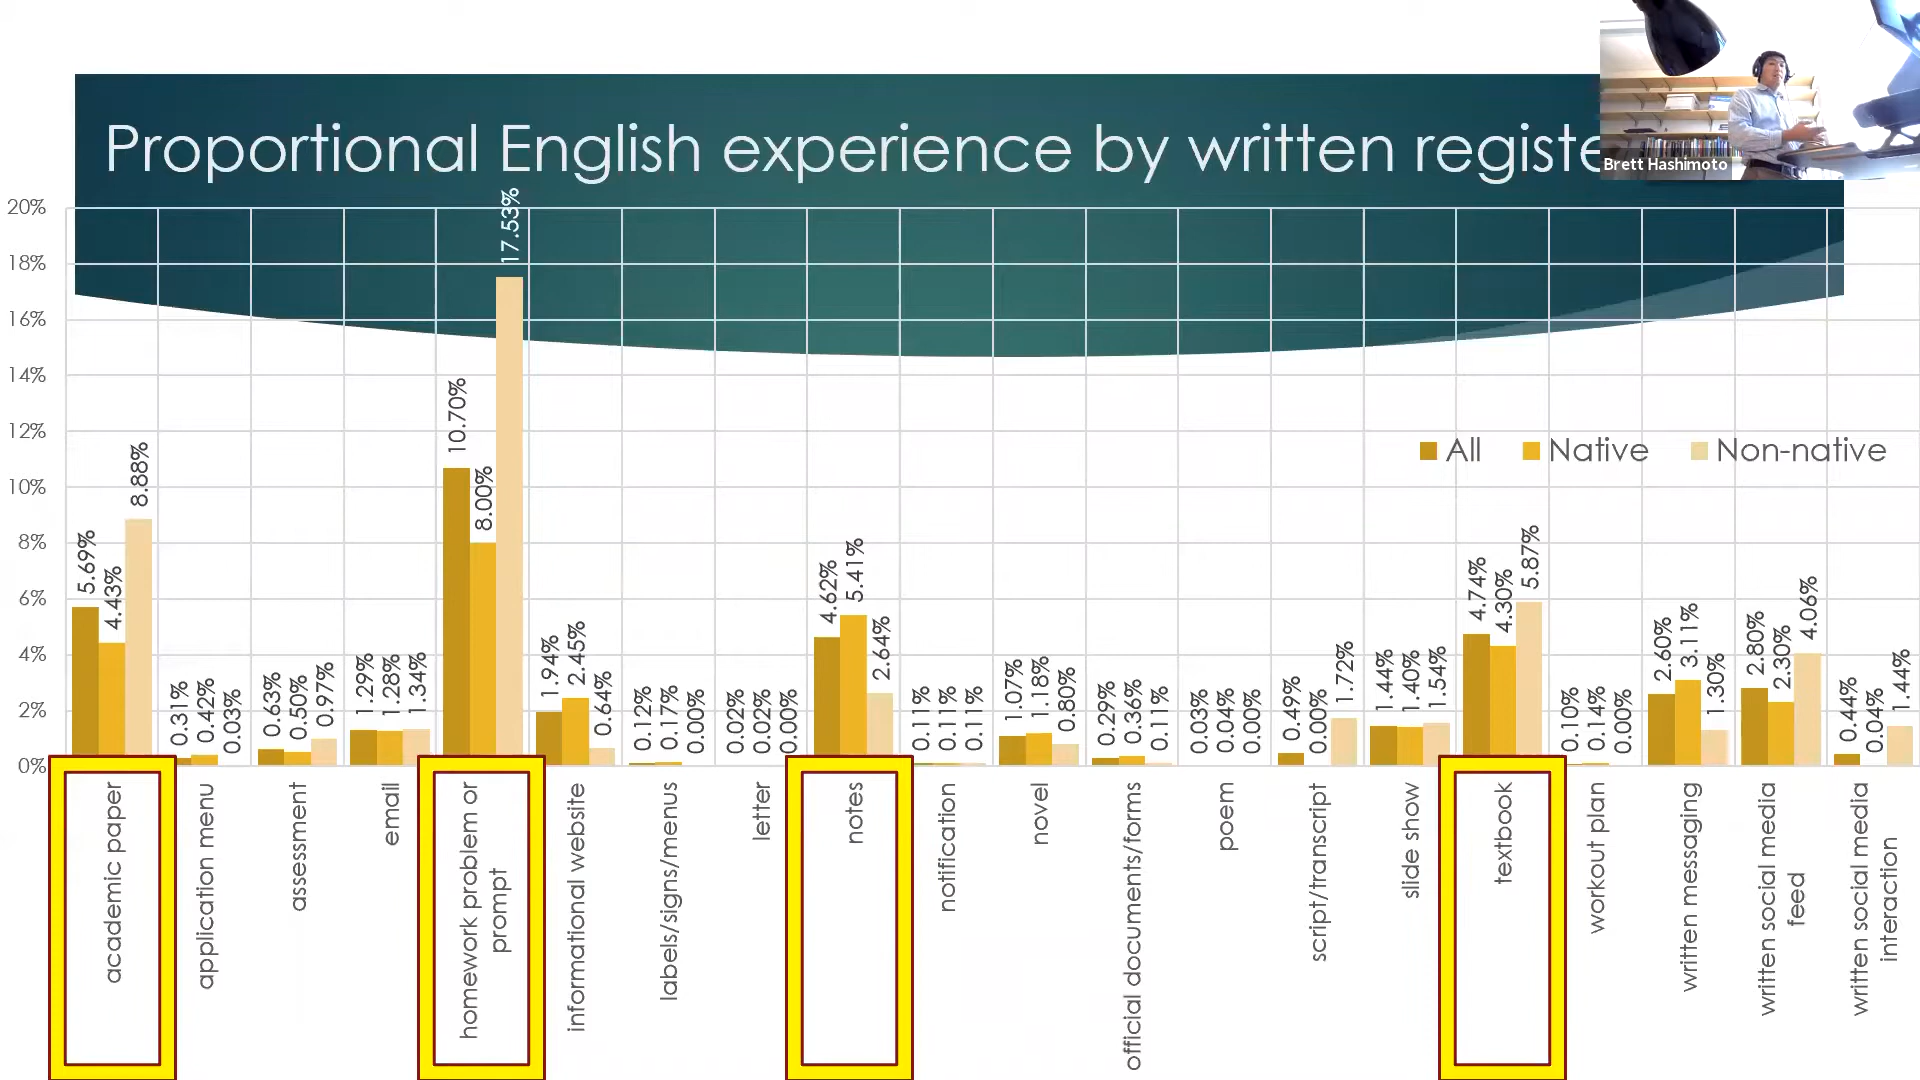 Proportional English experience by written registe
Brett Hashimoto
20%
18%
16%
14%
12%
10%
8%
6%
4%
2%
0%
All
Native
Non-native
5.69%
4.43%
8.88%
0.31%
0.42%
0.03%
0.63%
0.50%
0.97%
1.29%
1.28%
1.34%
10.70%
8.00%
17.53%
1.94%
2.45%
0.64%
0.12%
0.17%
0.00%
0.02%
0.02%
0.00%
4.62%
5.41%
2.64%
0.11%
0.11%
0.11%
1.07%
1.18%
0.80%
0.29%
0.36%
0.11%
0.03%
0.04%
0.00%
0.49%
0.00%
1.72%
1.44%
1.40%
1.54%
4.74%
4.30%
5.87%
0.10%
0.14%
0.00%
2.60%
3.11%
1.30%
2.80%
2.30%
4.06%
0.44%
0.04%
1.44%
academic paper
application menu
assessment
email
homework problem or
prompt
informational website
labels/signs/menus
letter
notes
notification
novel
official documents/forms
poem
script/transcript
slide show
textbook
workout plan
written messaging
written social media
feed
written social media
interaction